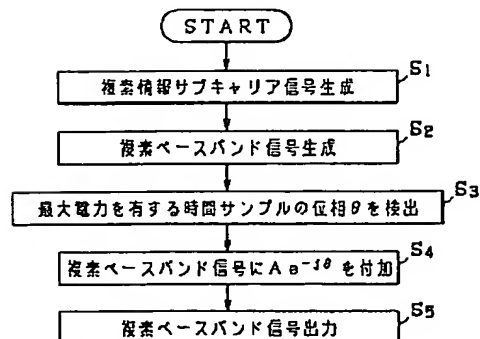 START
複素情報サブキャリア信号生成
S1
複素ベースバンド信号生成
S2
最大電力を有する時間サンプルの位相θを検出
S3
複素ベースバンド信号にAe^-jθを付加
S4
複素ベースバンド信号出力
S5